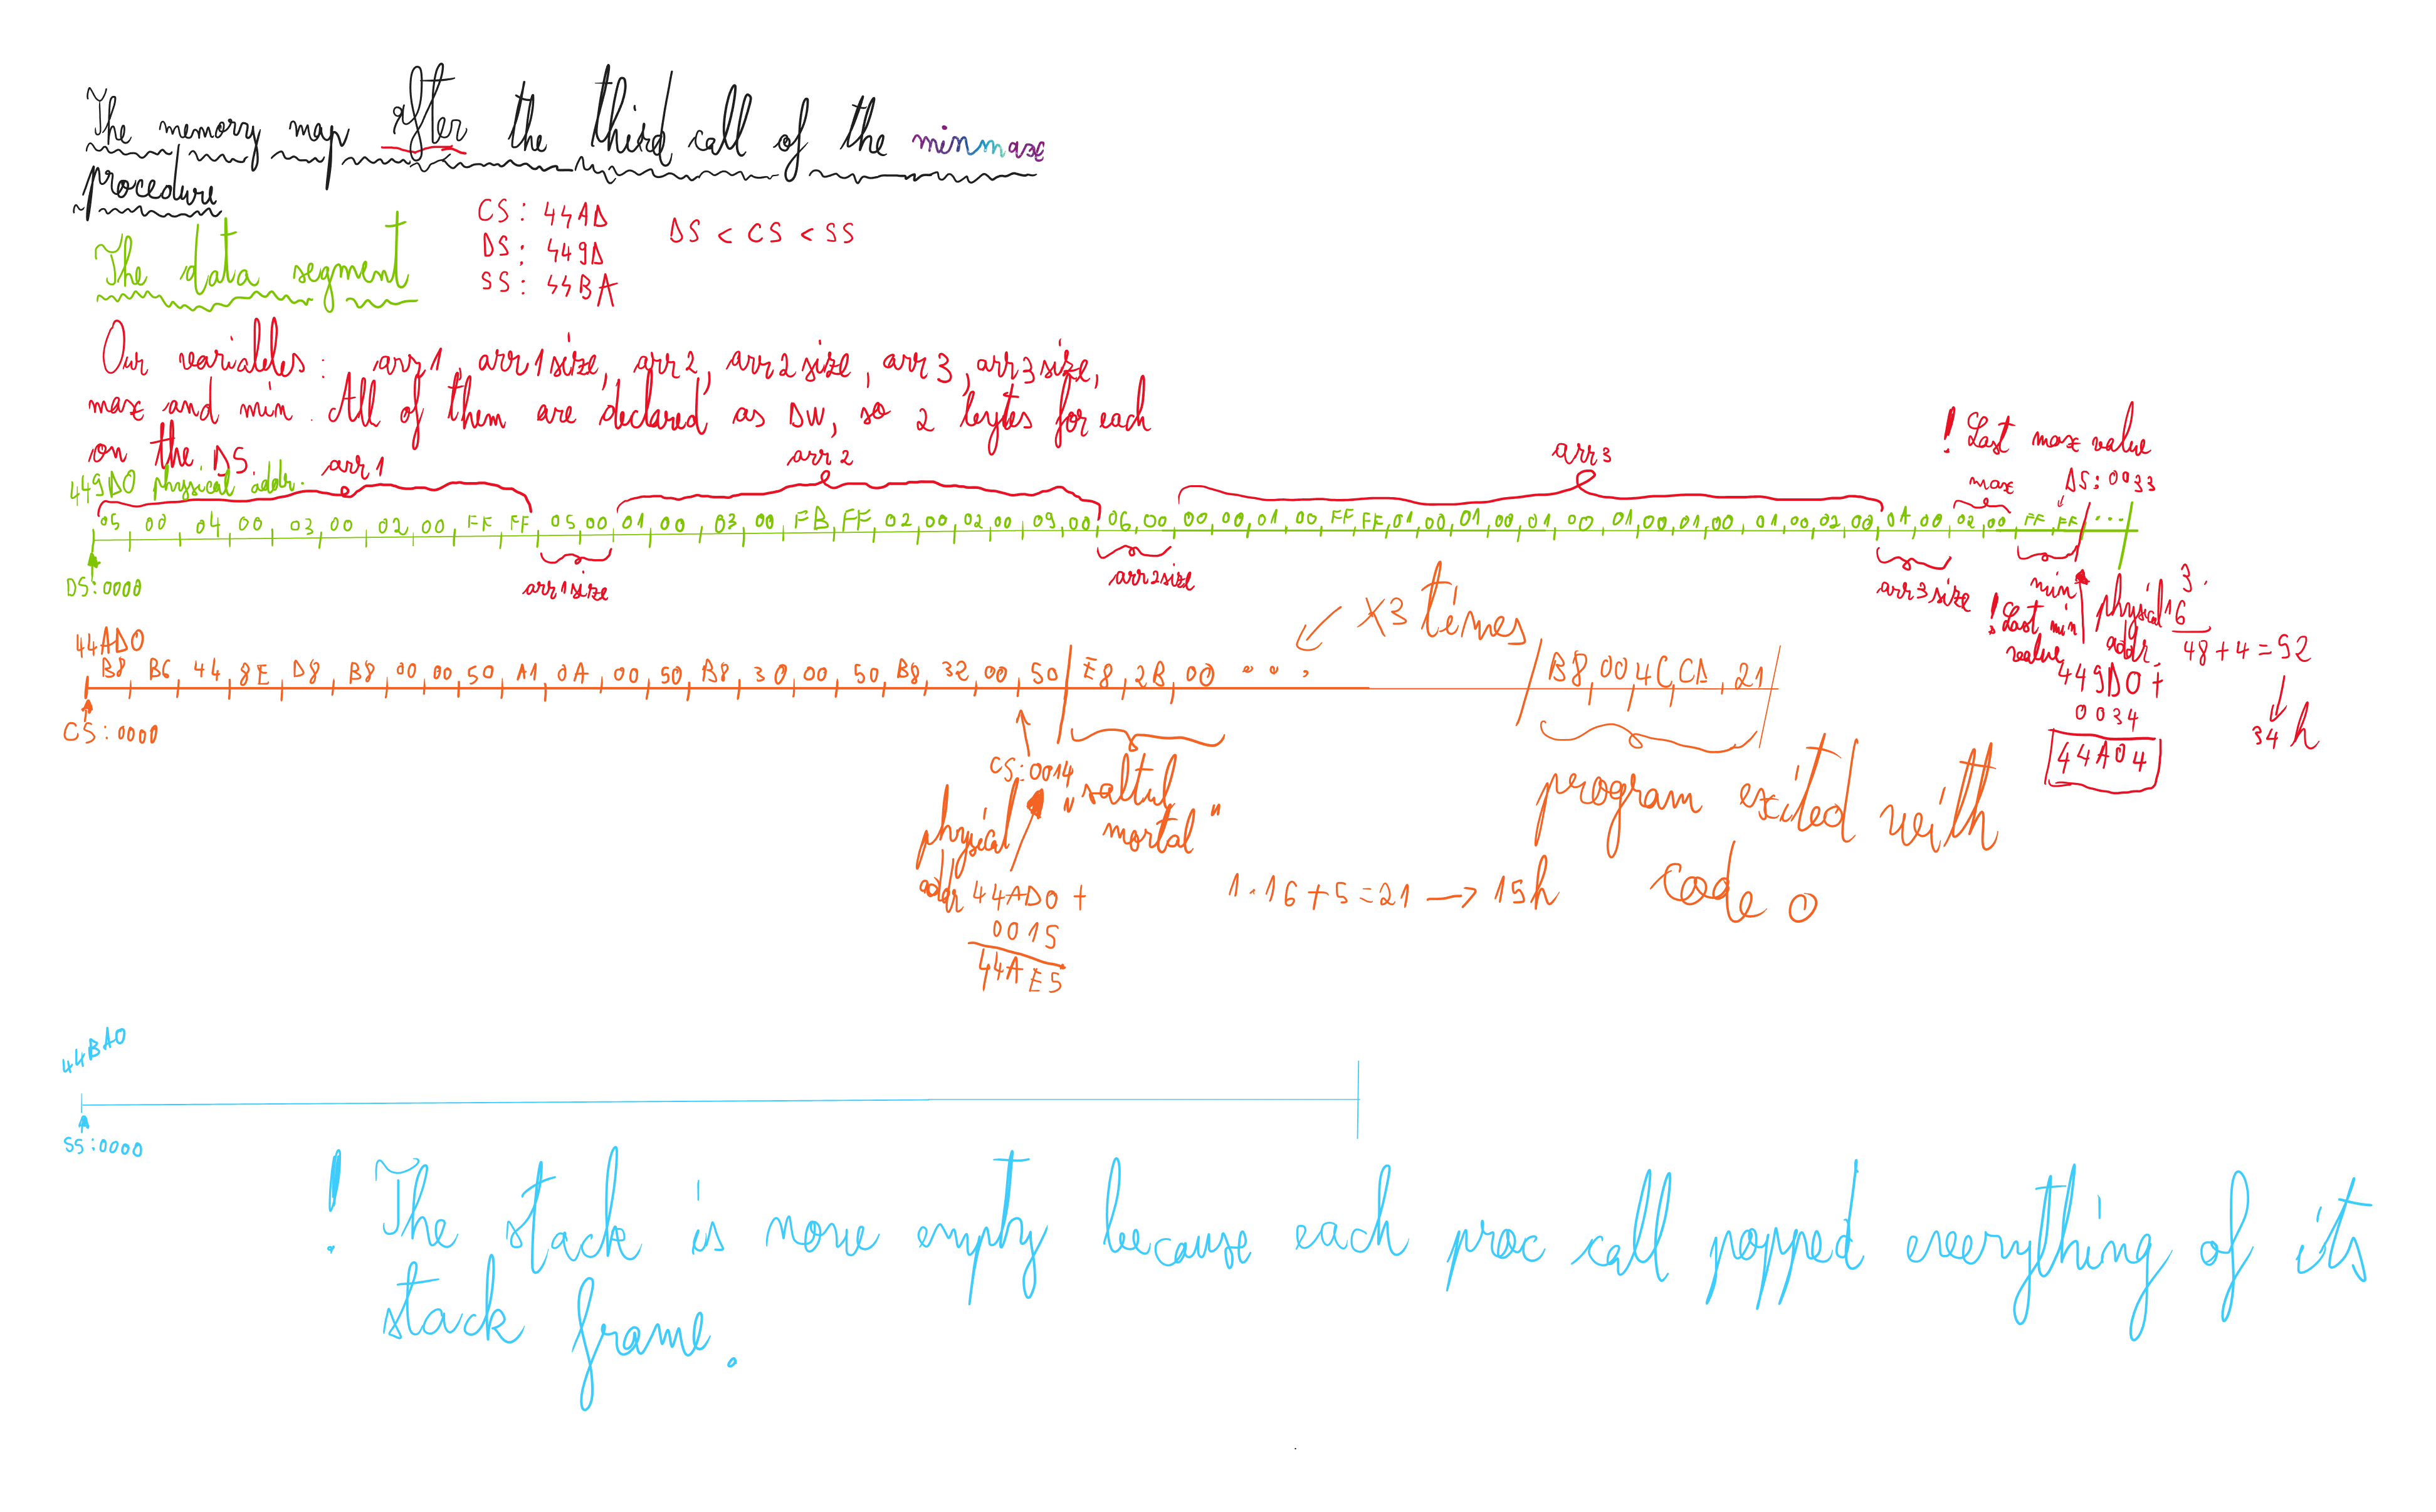 The memory map after the third call of the minmax
procedure
CS: 44AD
DS: 449D
SS: 44BA
DS < CS < SS
The data segment
Our variables: arr1, arr1size, arr2, arr2size, arr3, arr3size,
max and min. All of them are declared as DW, so 2 bytes for each
on the DS.
449D0 physical addr.
arr1
arr2
arr3
! Last max value
max
DS:0033
05 00 04 00 03 00 02 00 FF FF 05 00 01 00 03 00 FB FF 02 00 02 00 09 00 06 00 00 00 01 00 FF FF 01 00 01 00 01 00 01 00 01 00 01 00 02 00 0A 00 02 00 FF FF ...
DS:0000
arr1size
arr2size
arr3size
min
! Last min
value
physical
addr
449D0 +
0034
44A04
3 ·
16
48 + 4 = 52
34 h
44AD0
x3 times
B8 B6 44 8E D8 B8 00 00 50 A1 0A 00 50 B8 30 00 50 B8 32 00 50 E8 2B 00 ... B8 00 4C CD 21
CS:0000
CS:0014
"saltul
mortal"
physical
addr 44AD0 +
0015
44AE5
1·16+5=21 → 15h
program exited with
code 0
44BA0
SS:0000
! The stack is now empty because each proc call popped everything of its
stack frame.